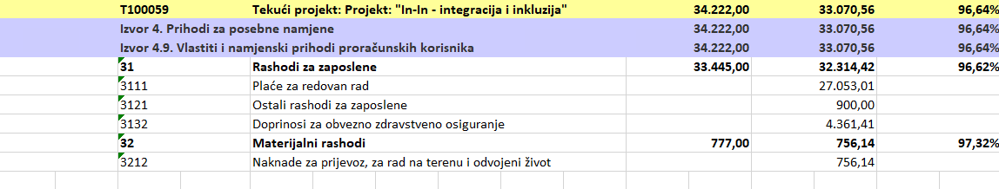 T100059 Tekući projekt: Projekt: "In-In - integracija i inkluzija" 34.222,00 33.070,56 96,64%
Izvor 4. Prihodi za posebne namjene 34.222,00 33.070,56 96,64%
Izvor 4.9. Vlastiti i namjenski prihodi proračunskih korisnika 34.222,00 33.070,56 96,64%
31 Rashodi za zaposlene 33.445,00 32.314,42 96,62%
3111 Plaće za redovan rad 27.053,01
3121 Ostali rashodi za zaposlene 900,00
3132 Doprinosi za obvezno zdravstveno osiguranje 4.361,41
32 Materijalni rashodi 777,00 756,14 97,32%
3212 Naknade za prijevoz, za rad na terenu i odvojeni život 756,14